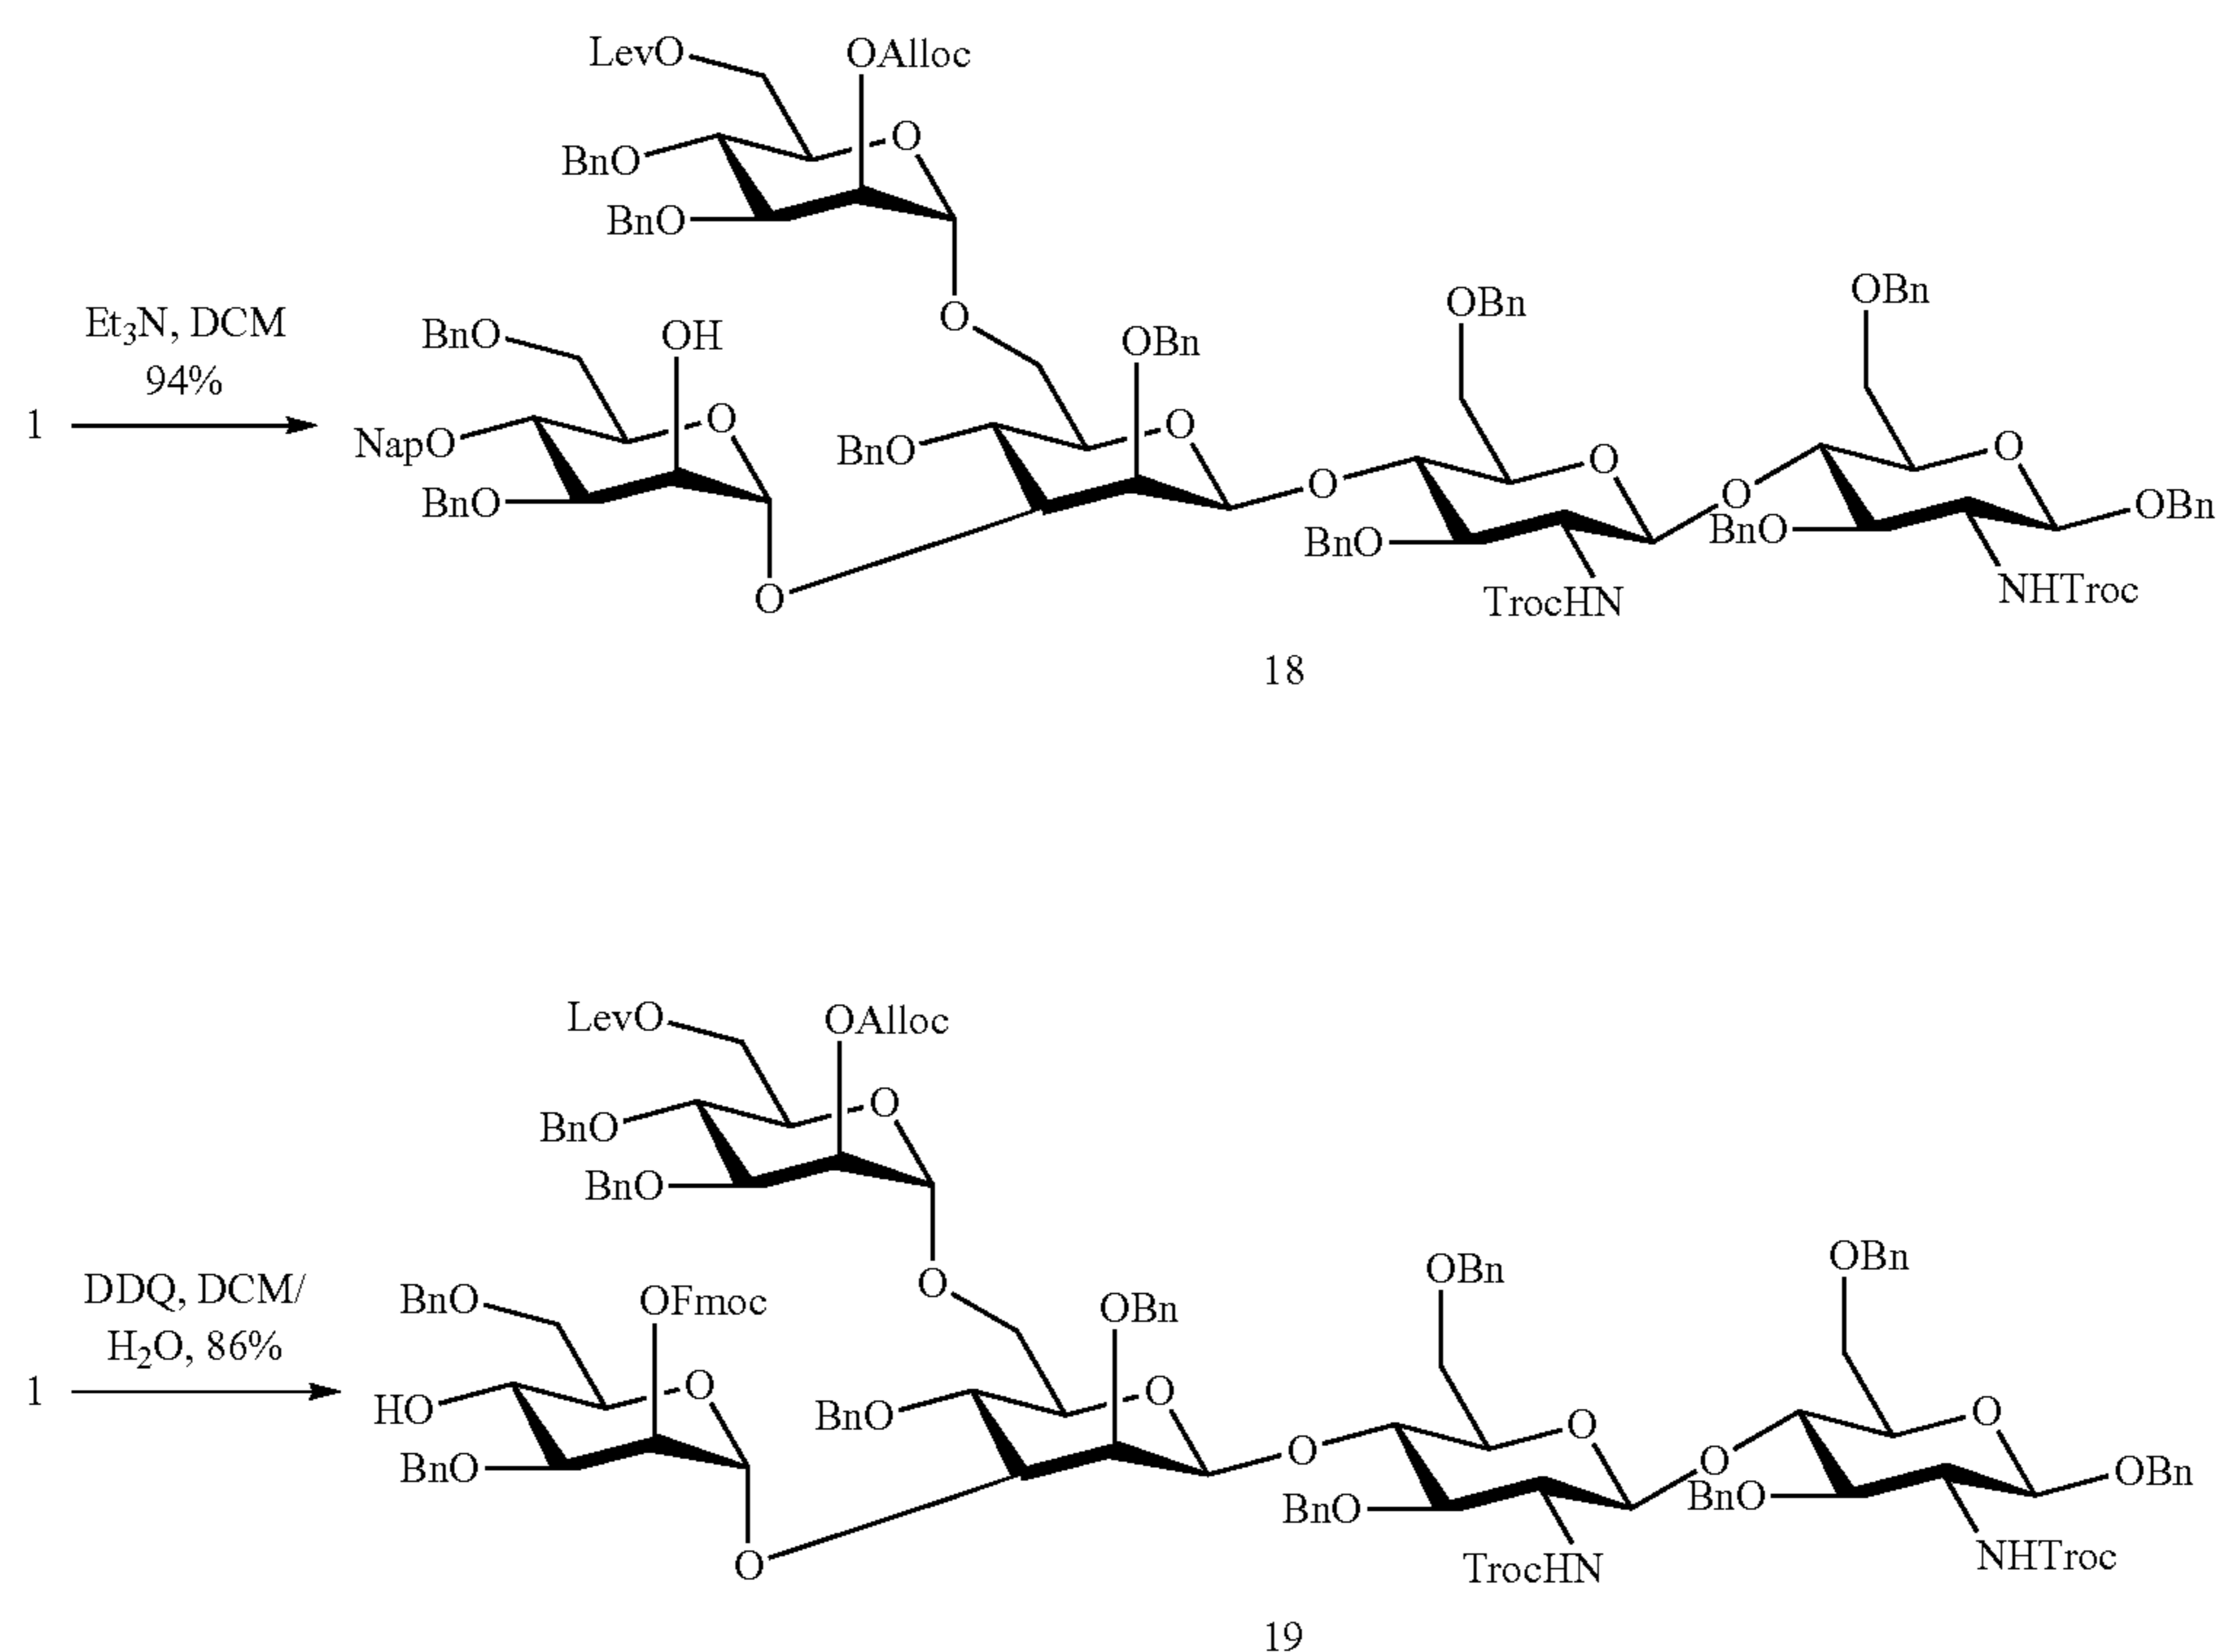 LevO OAlloc
O
BnO
BnO
OBn OBn
Et₃N, DCM
94%
BnO OH O OBn
1 NapO O BnO O O O O
BnO O OBn
BnO BnO
O TrocHN NHTroc
18
LevO OAlloc
O
BnO
BnO
OBn OBn
DDQ, DCM/
H₂O, 86%
BnO OFmoc O OBn
1 HO O BnO O O O O
BnO O OBn
BnO BnO
O TrocHN NHTroc
19